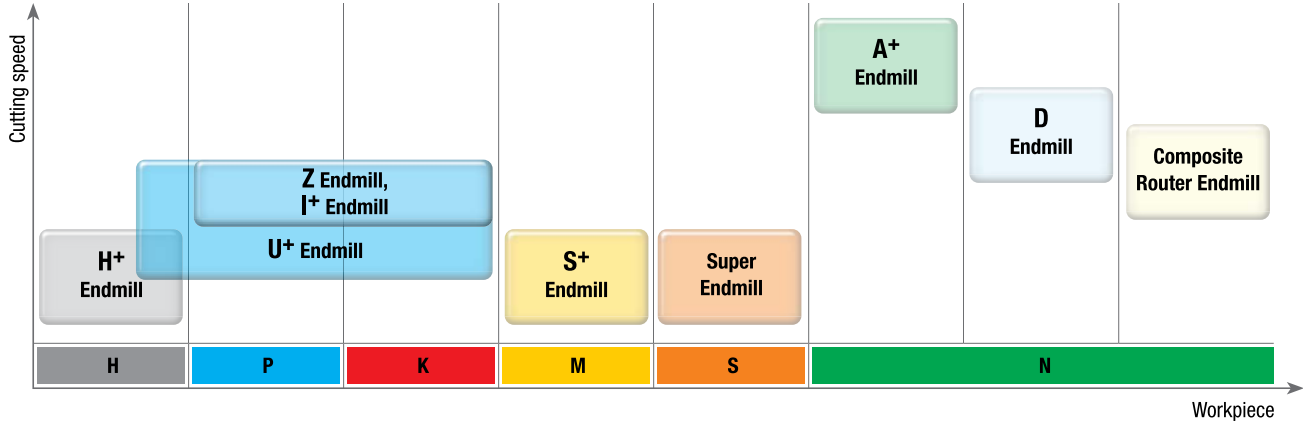 Cutting speed
A+
Endmill
D
Endmill
Composite
Router Endmill
Z Endmill,
I+ Endmill
U+ Endmill
H+
Endmill
S+
Endmill
Super
Endmill
H
P
K
M
S
N
Workpiece